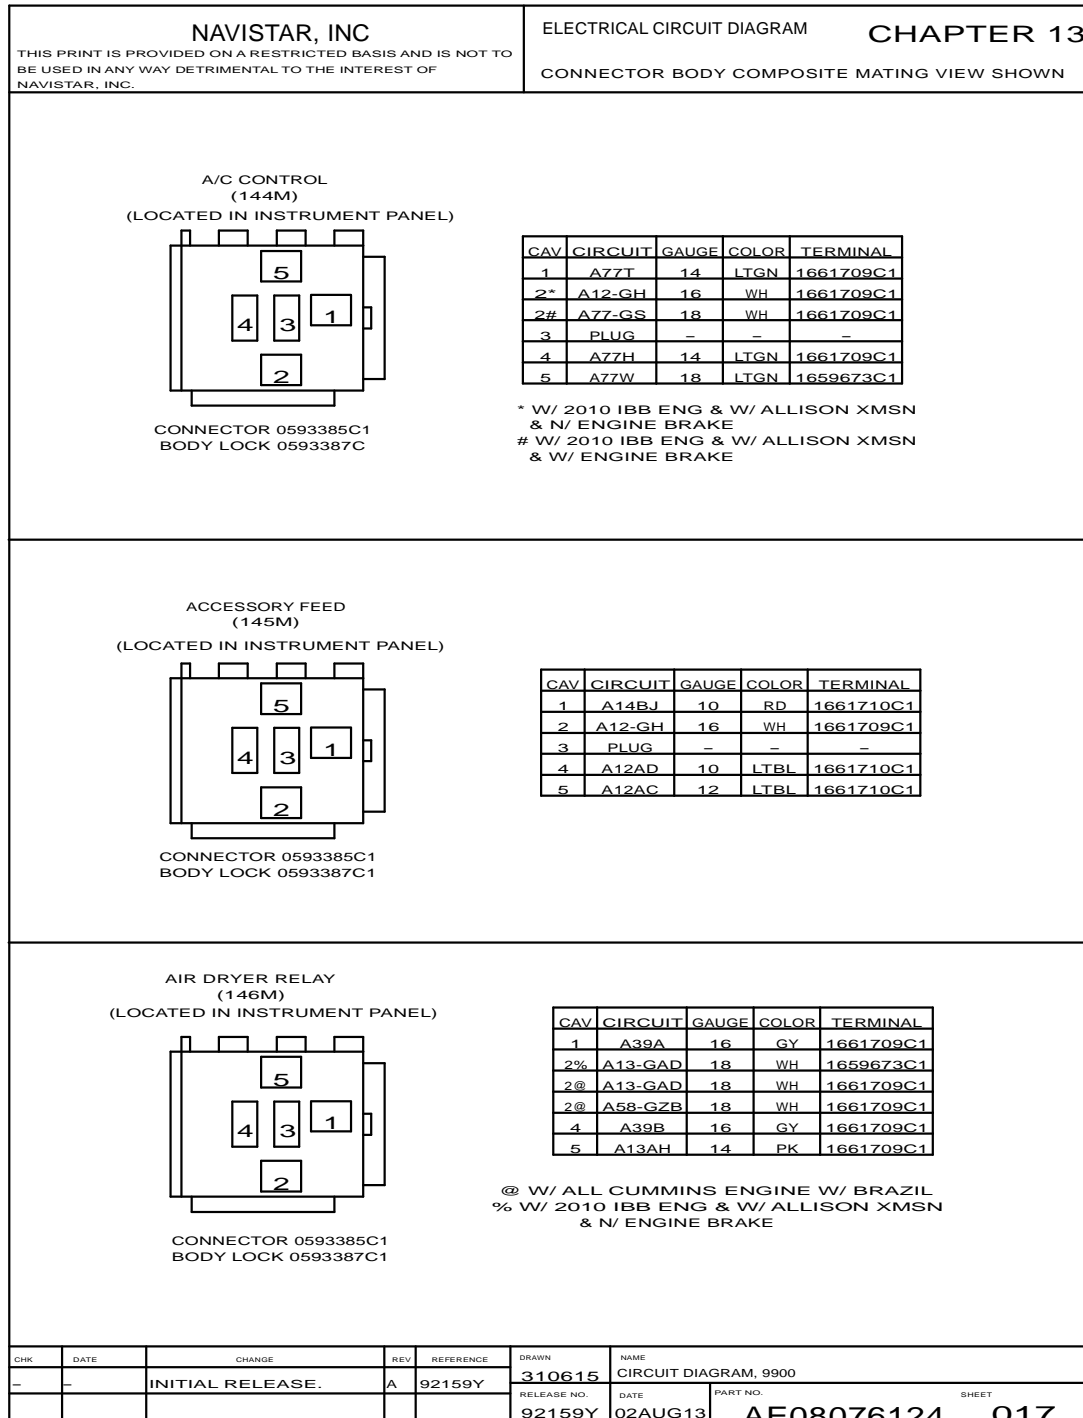 NAVISTAR, INC
THIS PRINT IS PROVIDED ON A RESTRICTED BASIS AND IS NOT TO
BE USED IN ANY WAY DETRIMENTAL TO THE INTEREST OF
NAVISTAR, INC.
ELECTRICAL CIRCUIT DIAGRAM CHAPTER 13
CONNECTOR BODY COMPOSITE MATING VIEW SHOWN
A/C CONTROL
(144M)
(LOCATED IN INSTRUMENT PANEL)
5
4 3 1
2
CONNECTOR 0593385C1
BODY LOCK 0593387C
CAV CIRCUIT GAUGE COLOR TERMINAL
1 A77T 14 LTGN 1661709C1
2* A12-GH 16 WH 1661709C1
2# A77-GS 18 WH 1661709C1
3 PLUG – – –
4 A77H 14 LTGN 1661709C1
5 A77W 18 LTGN 1659673C1
* W/ 2010 IBB ENG & W/ ALLISON XMSN
& N/ ENGINE BRAKE
# W/ 2010 IBB ENG & W/ ALLISON XMSN
& W/ ENGINE BRAKE
ACCESSORY FEED
(145M)
(LOCATED IN INSTRUMENT PANEL)
5
4 3 1
2
CONNECTOR 0593385C1
BODY LOCK 0593387C1
CAV CIRCUIT GAUGE COLOR TERMINAL
1 A14BJ 10 RD 1661710C1
2 A12-GH 16 WH 1661709C1
3 PLUG – – –
4 A12AD 10 LTBL 1661710C1
5 A12AC 12 LTBL 1661710C1
AIR DRYER RELAY
(146M)
(LOCATED IN INSTRUMENT PANEL)
5
4 3 1
2
CONNECTOR 0593385C1
BODY LOCK 0593387C1
CAV CIRCUIT GAUGE COLOR TERMINAL
1 A39A 16 GY 1661709C1
2% A13-GAD 18 WH 1659673C1
2@ A13-GAD 18 WH 1661709C1
2@ A58-GZB 18 WH 1661709C1
4 A39B 16 GY 1661709C1
5 A13AH 14 PK 1661709C1
@ W/ ALL CUMMINS ENGINE W/ BRAZIL
% W/ 2010 IBB ENG & W/ ALLISON XMSN
& N/ ENGINE BRAKE
CHK DATE CHANGE REV REFERENCE
– – INITIAL RELEASE. A 92159Y
DRAWN
310615
NAME
CIRCUIT DIAGRAM, 9900
RELEASE NO.
92159Y
DATE
02AUG13
PART NO.
AF08076124
SHEET
017